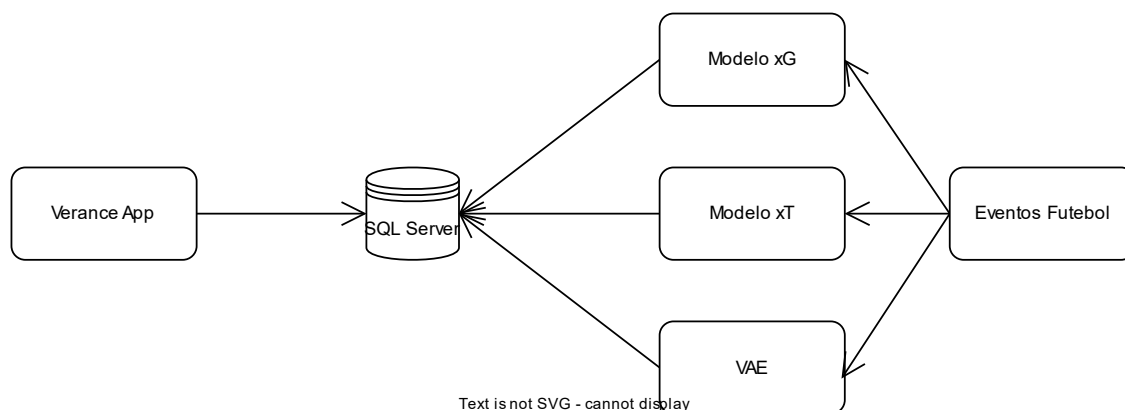 Modelo xG
Verance App
SQL Server
Modelo xT
Eventos Futebol
VAE
Text is not SVG - cannot display